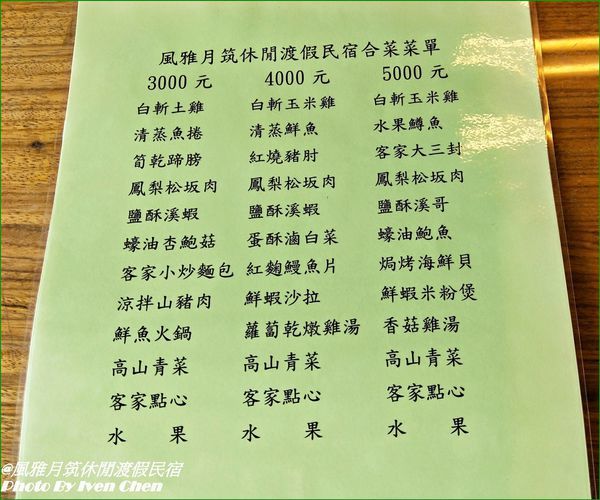 風雅月筑休閒渡假民宿合菜菜單
3000 元 4000 元 5000 元
白斬土雞 白斬玉米雞 白斬玉米雞
清蒸魚捲 清蒸鮮魚 水果鱒魚
筍乾蹄膀 紅燒豬肘 客家大三封
鳳梨松坂肉 鳳梨松坂肉 鳳梨松坂肉
鹽酥溪蝦 鹽酥溪蝦 鹽酥溪哥
蠔油杏鮑菇 蛋酥滷白菜 蠔油鮑魚
客家小炒麵包 紅麴鰻魚片 焗烤海鮮貝
涼拌山豬肉 鮮蝦沙拉 鮮蝦米粉煲
鮮魚火鍋 蘿蔔乾燉雞湯 香菇雞湯
高山青菜 高山青菜 高山青菜
客家點心 客家點心 客家點心
水 果 水 果 水 果
@風雅月筑休閒渡假民宿
Photo By Iven Chen